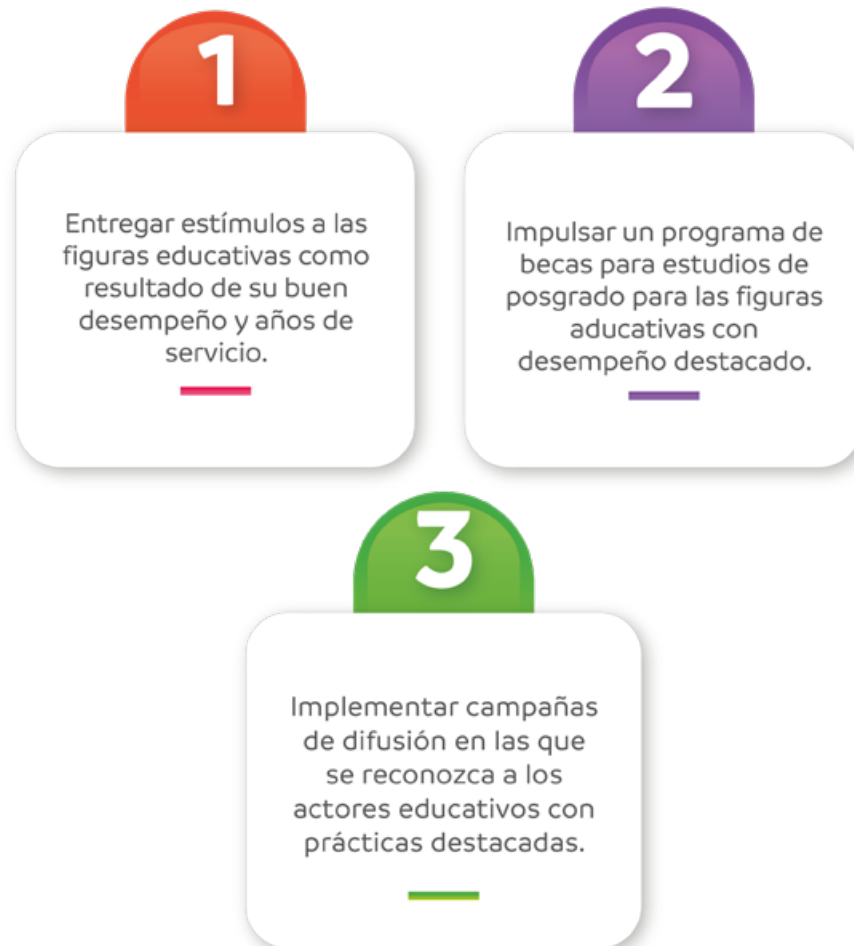 1
Entregar estímulos a las
figuras educativas como
resultado de su buen
desempeño y años de
servicio.
2
Impulsar un programa de
becas para estudios de
posgrado para las figuras
aducativas con
desempeño destacado.
3
Implementar campañas
de difusión en las que
se reconozca a los
actores educativos con
prácticas destacadas.